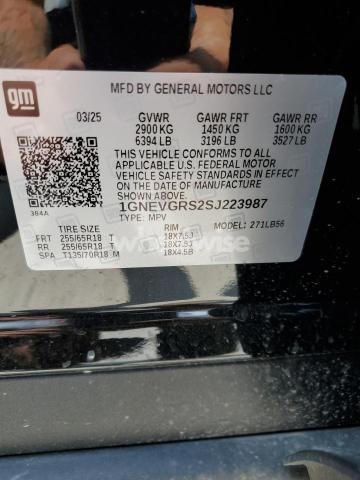 gm
MFD BY GENERAL MOTORS LLC
03/25 GVWR GAWR FRT GAWR RR
2900 KG 1450 KG 1600 KG
6394 LB 3196 LB 3527 LB
THIS VEHICLE CONFORMS TO ALL
APPLICABLE U.S. FEDERAL MOTOR
VEHICLE SAFETY STANDARDS IN EFFECT
ON THE DATE OF MANUFACTURE
SHOWN ABOVE.
1GNEVGRS2SJ223987
384A TYPE: MPV MODEL: 271LB56
TIRE SIZE RIM
FRT 255/65R18 T 18X7.5J
RR 255/65R18 T 18X7.5J
SPA T135/70R18 M 18X4.5B